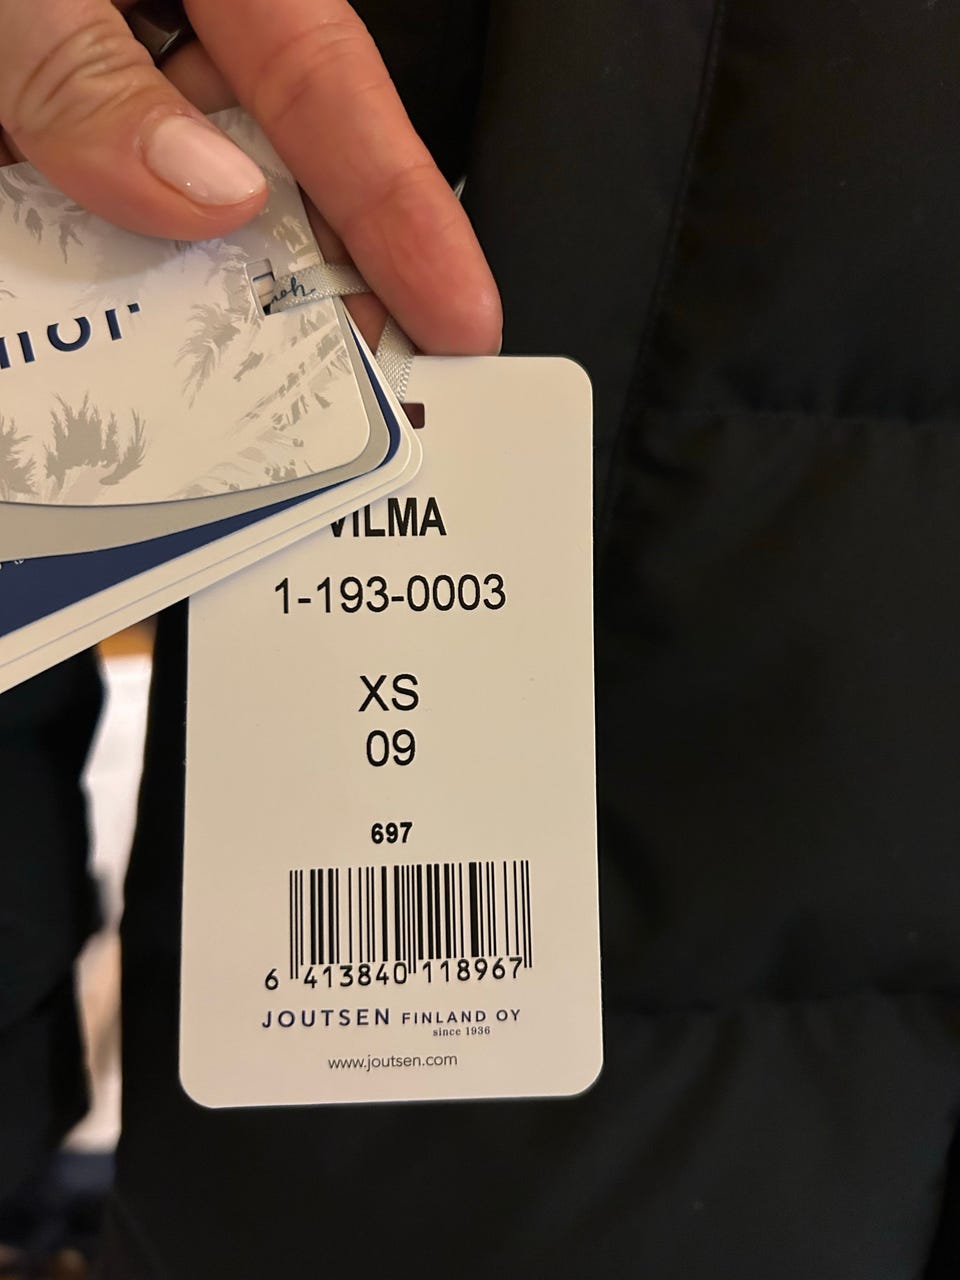 VILMA
1-193-0003
XS
09
697
6 413840 118967
JOUTSEN FINLAND OY
since 1936
www.joutsen.com